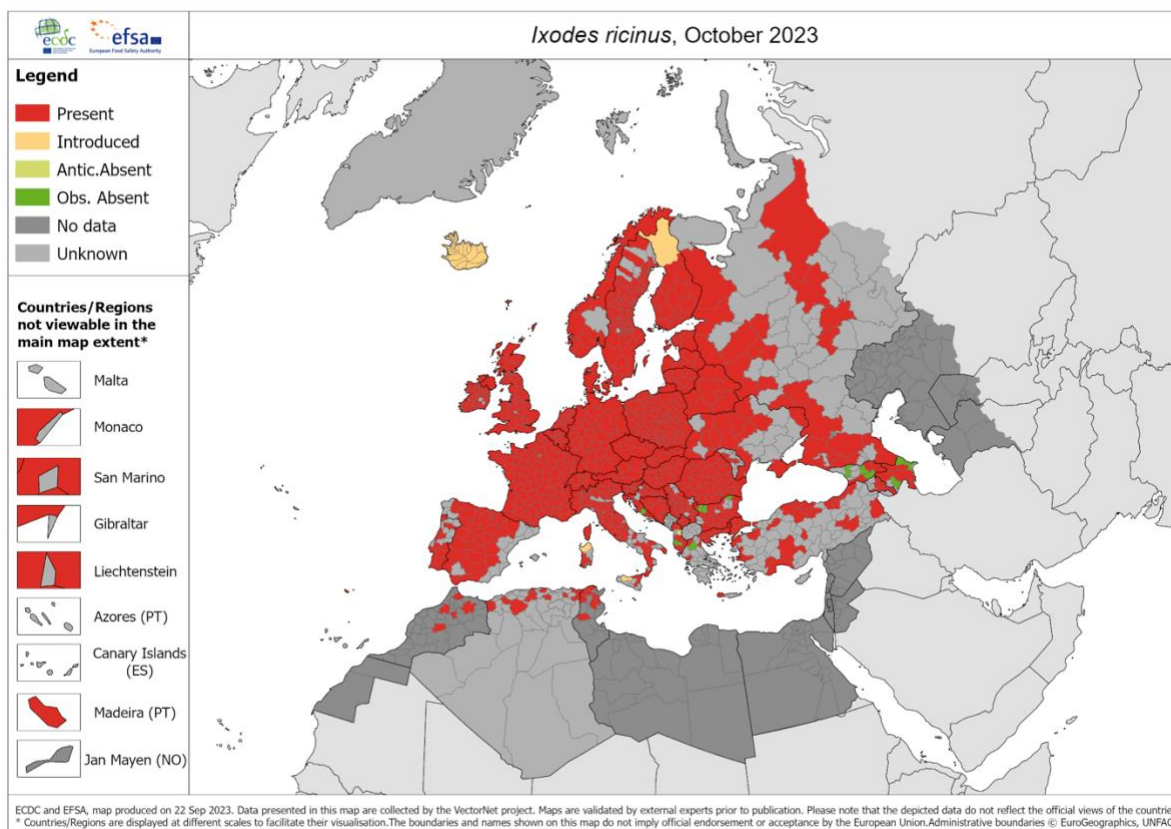 ecdc
efsa
European Food Safety Authority
Ixodes ricinus, October 2023
Legend
Present
Introduced
Antic.Absent
Obs. Absent
No data
Unknown
Countries/Regions
not viewable in the
main map extent*
Malta
Monaco
San Marino
Gibraltar
Liechtenstein
Azores (PT)
Canary Islands
(ES)
Madeira (PT)
Jan Mayen (NO)
ECDC and EFSA, map produced on 22 Sep 2023. Data presented in this map are collected by the VectorNet project. Maps are validated by external experts prior to publication. Please note that the depicted data do not reflect the official views of the countrie
* Countries/Regions are displayed at different scales to facilitate their visualisation.The boundaries and names shown on this map do not imply official endorsement or acceptance by the European Union.Administrative boundaries © EuroGeographics, UNFAO